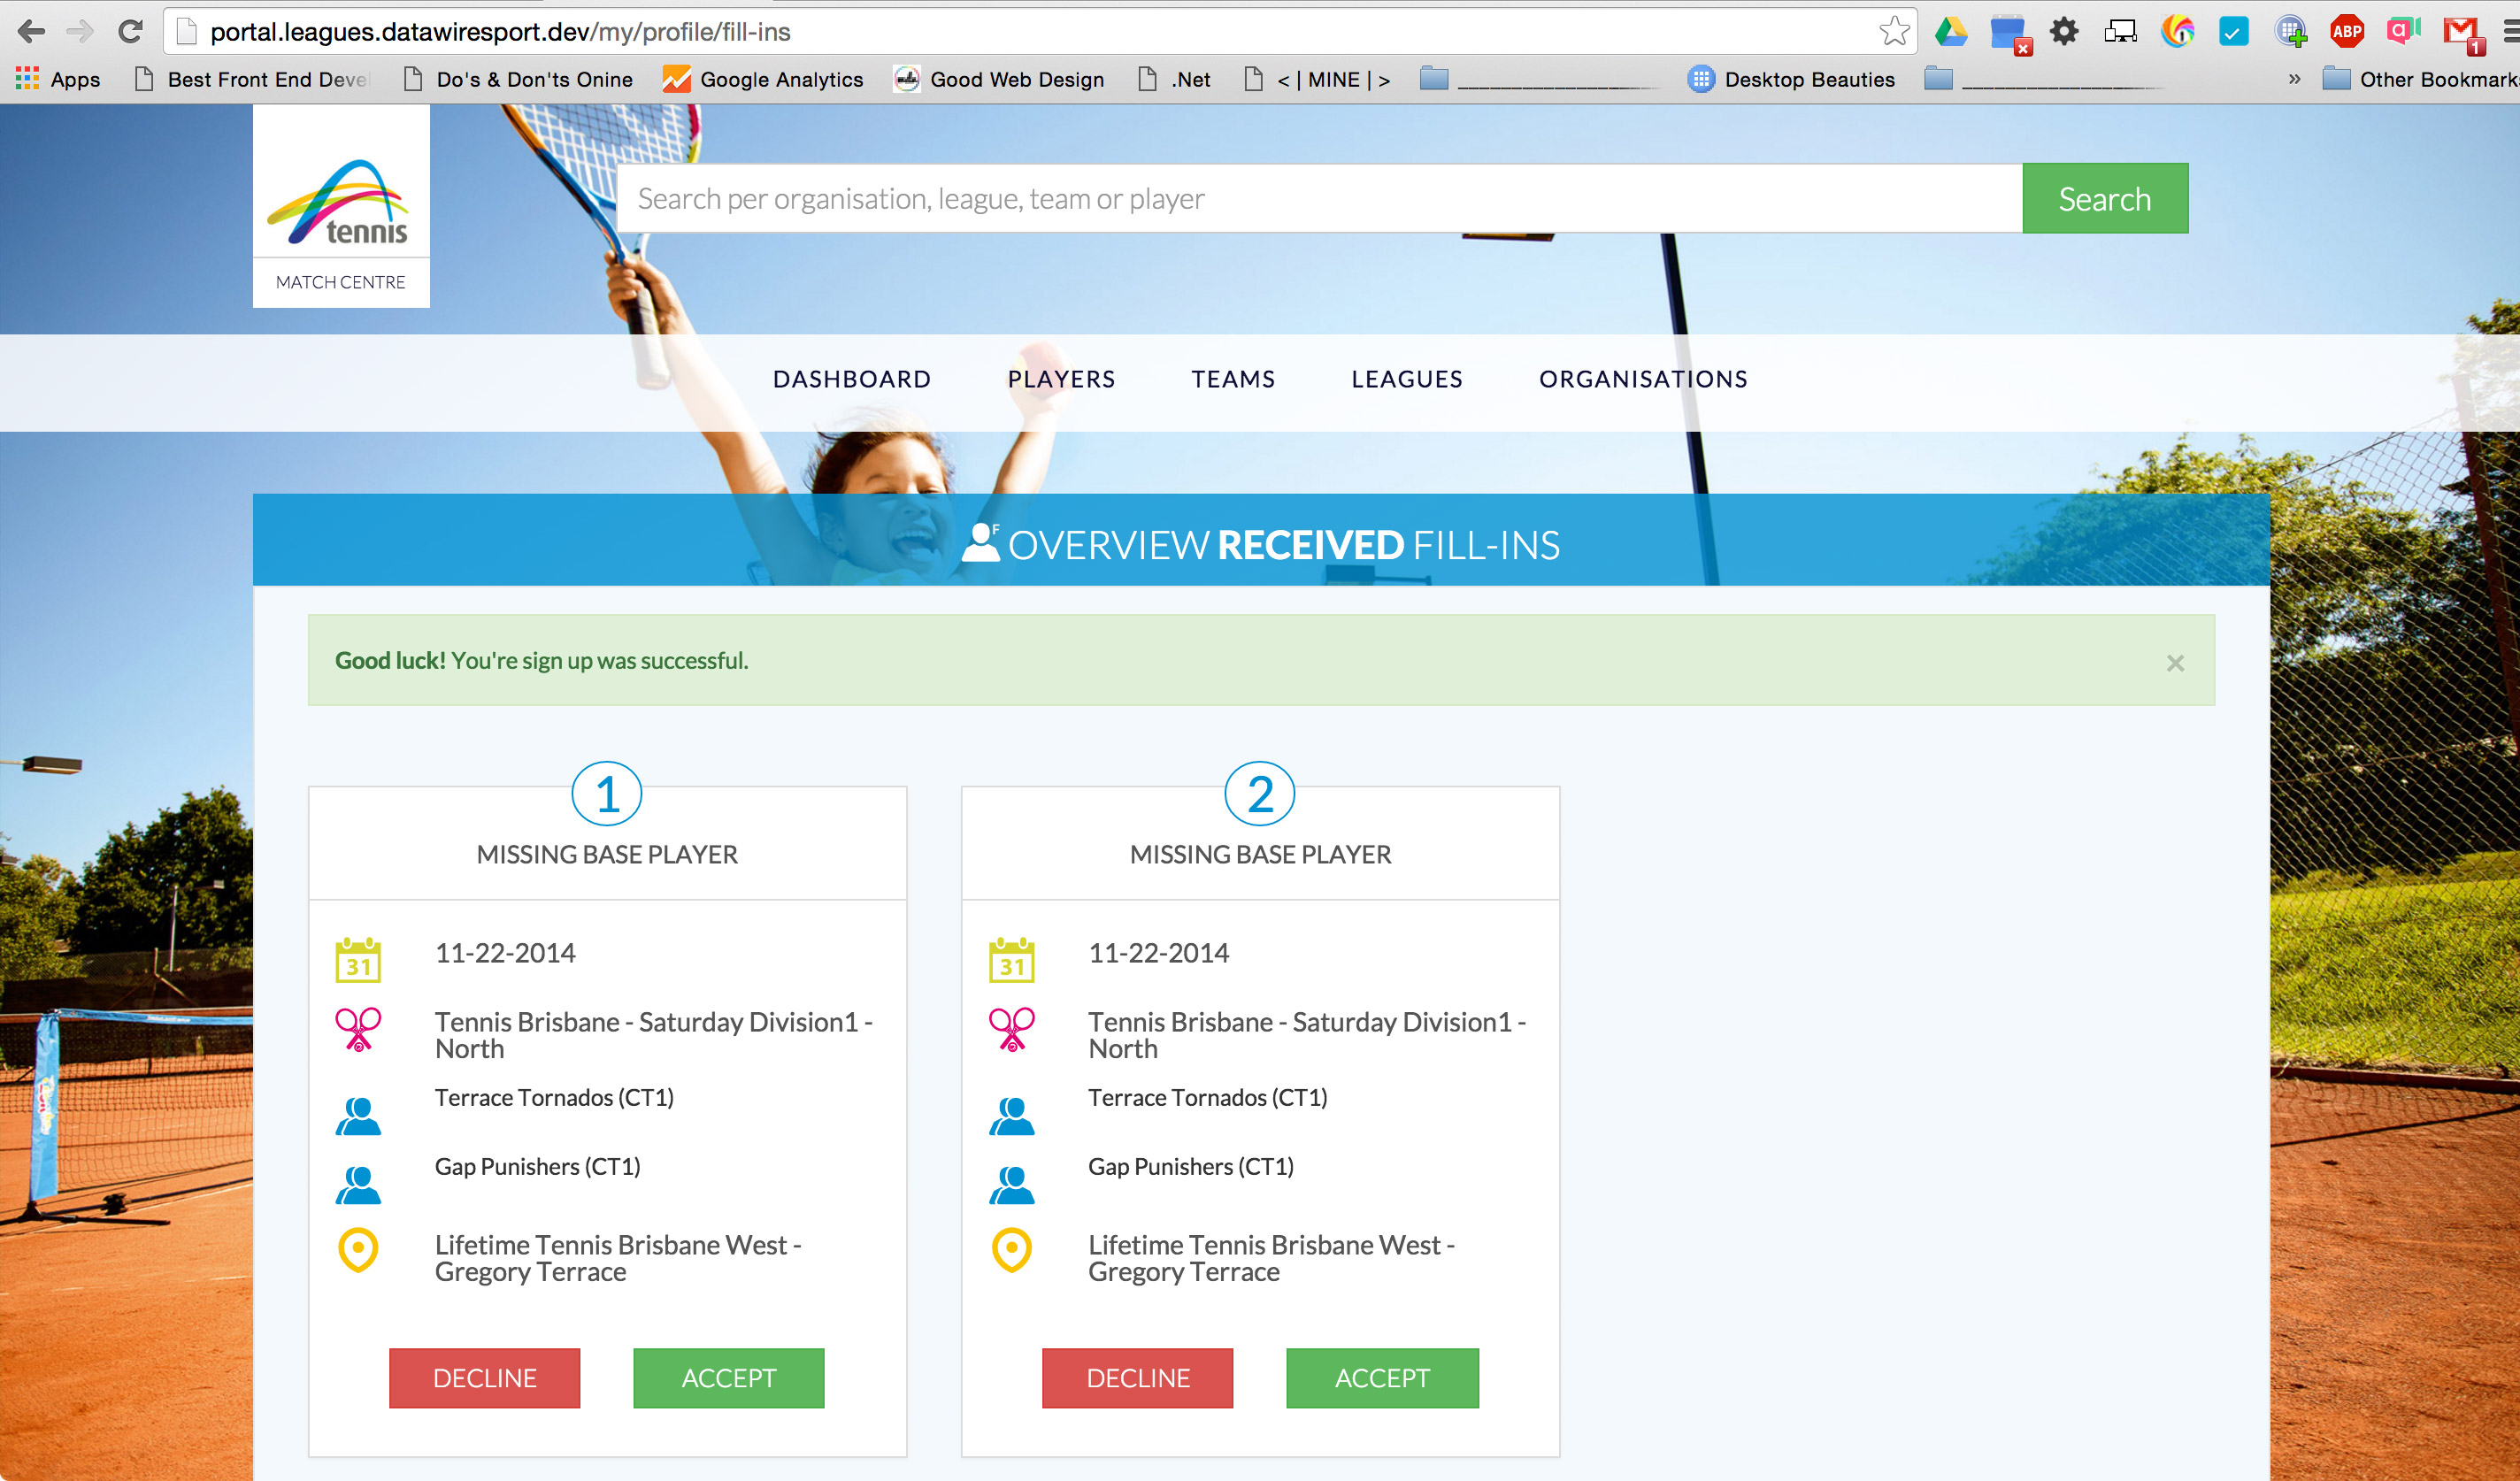 portal.leagues.datawiresport.dev/my/profile/fill-ins
ABP
1
Apps
Best Front End Deve
Do's & Don'ts Onine
Google Analytics
Good Web Design
.Net
< | MINE | >
Desktop Beauties
»
Other Bookmarks
tennis
MATCH CENTRE
Search per organisation, league, team or player
Search
DASHBOARD
PLAYERS
TEAMS
LEAGUES
ORGANISATIONS
F
OVERVIEW RECEIVED FILL-INS
Good luck! You're sign up was successful.
×
1
MISSING BASE PLAYER
31
11-22-2014
Tennis Brisbane - Saturday Division1 -
North
Terrace Tornados (CT1)
Gap Punishers (CT1)
Lifetime Tennis Brisbane West -
Gregory Terrace
DECLINE
ACCEPT
2
MISSING BASE PLAYER
31
11-22-2014
Tennis Brisbane - Saturday Division1 -
North
Terrace Tornados (CT1)
Gap Punishers (CT1)
Lifetime Tennis Brisbane West -
Gregory Terrace
DECLINE
ACCEPT